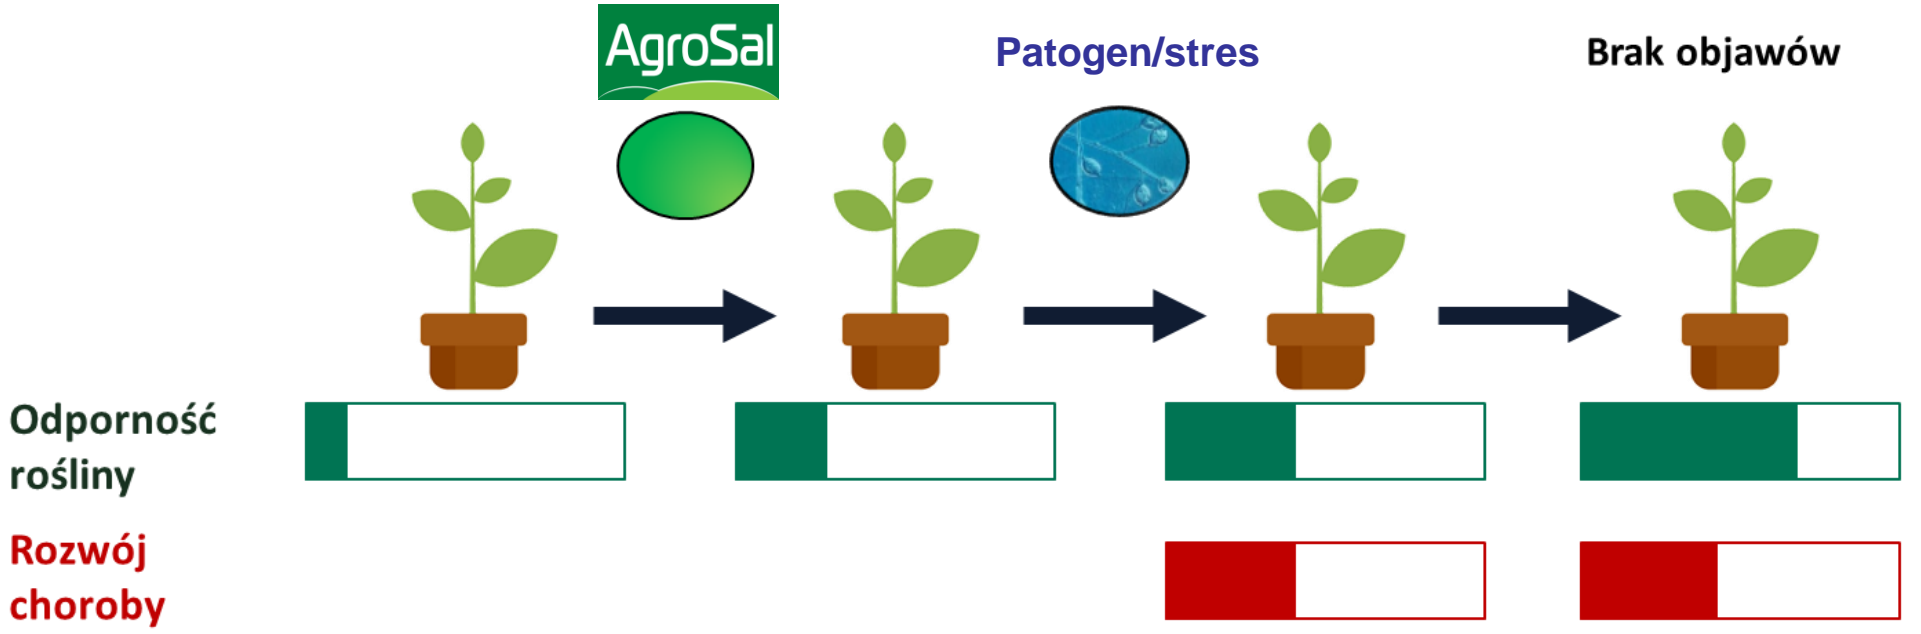 AgroSal
Patogen/stres
Brak objawów
Odporność
rośliny
Rozwój
choroby